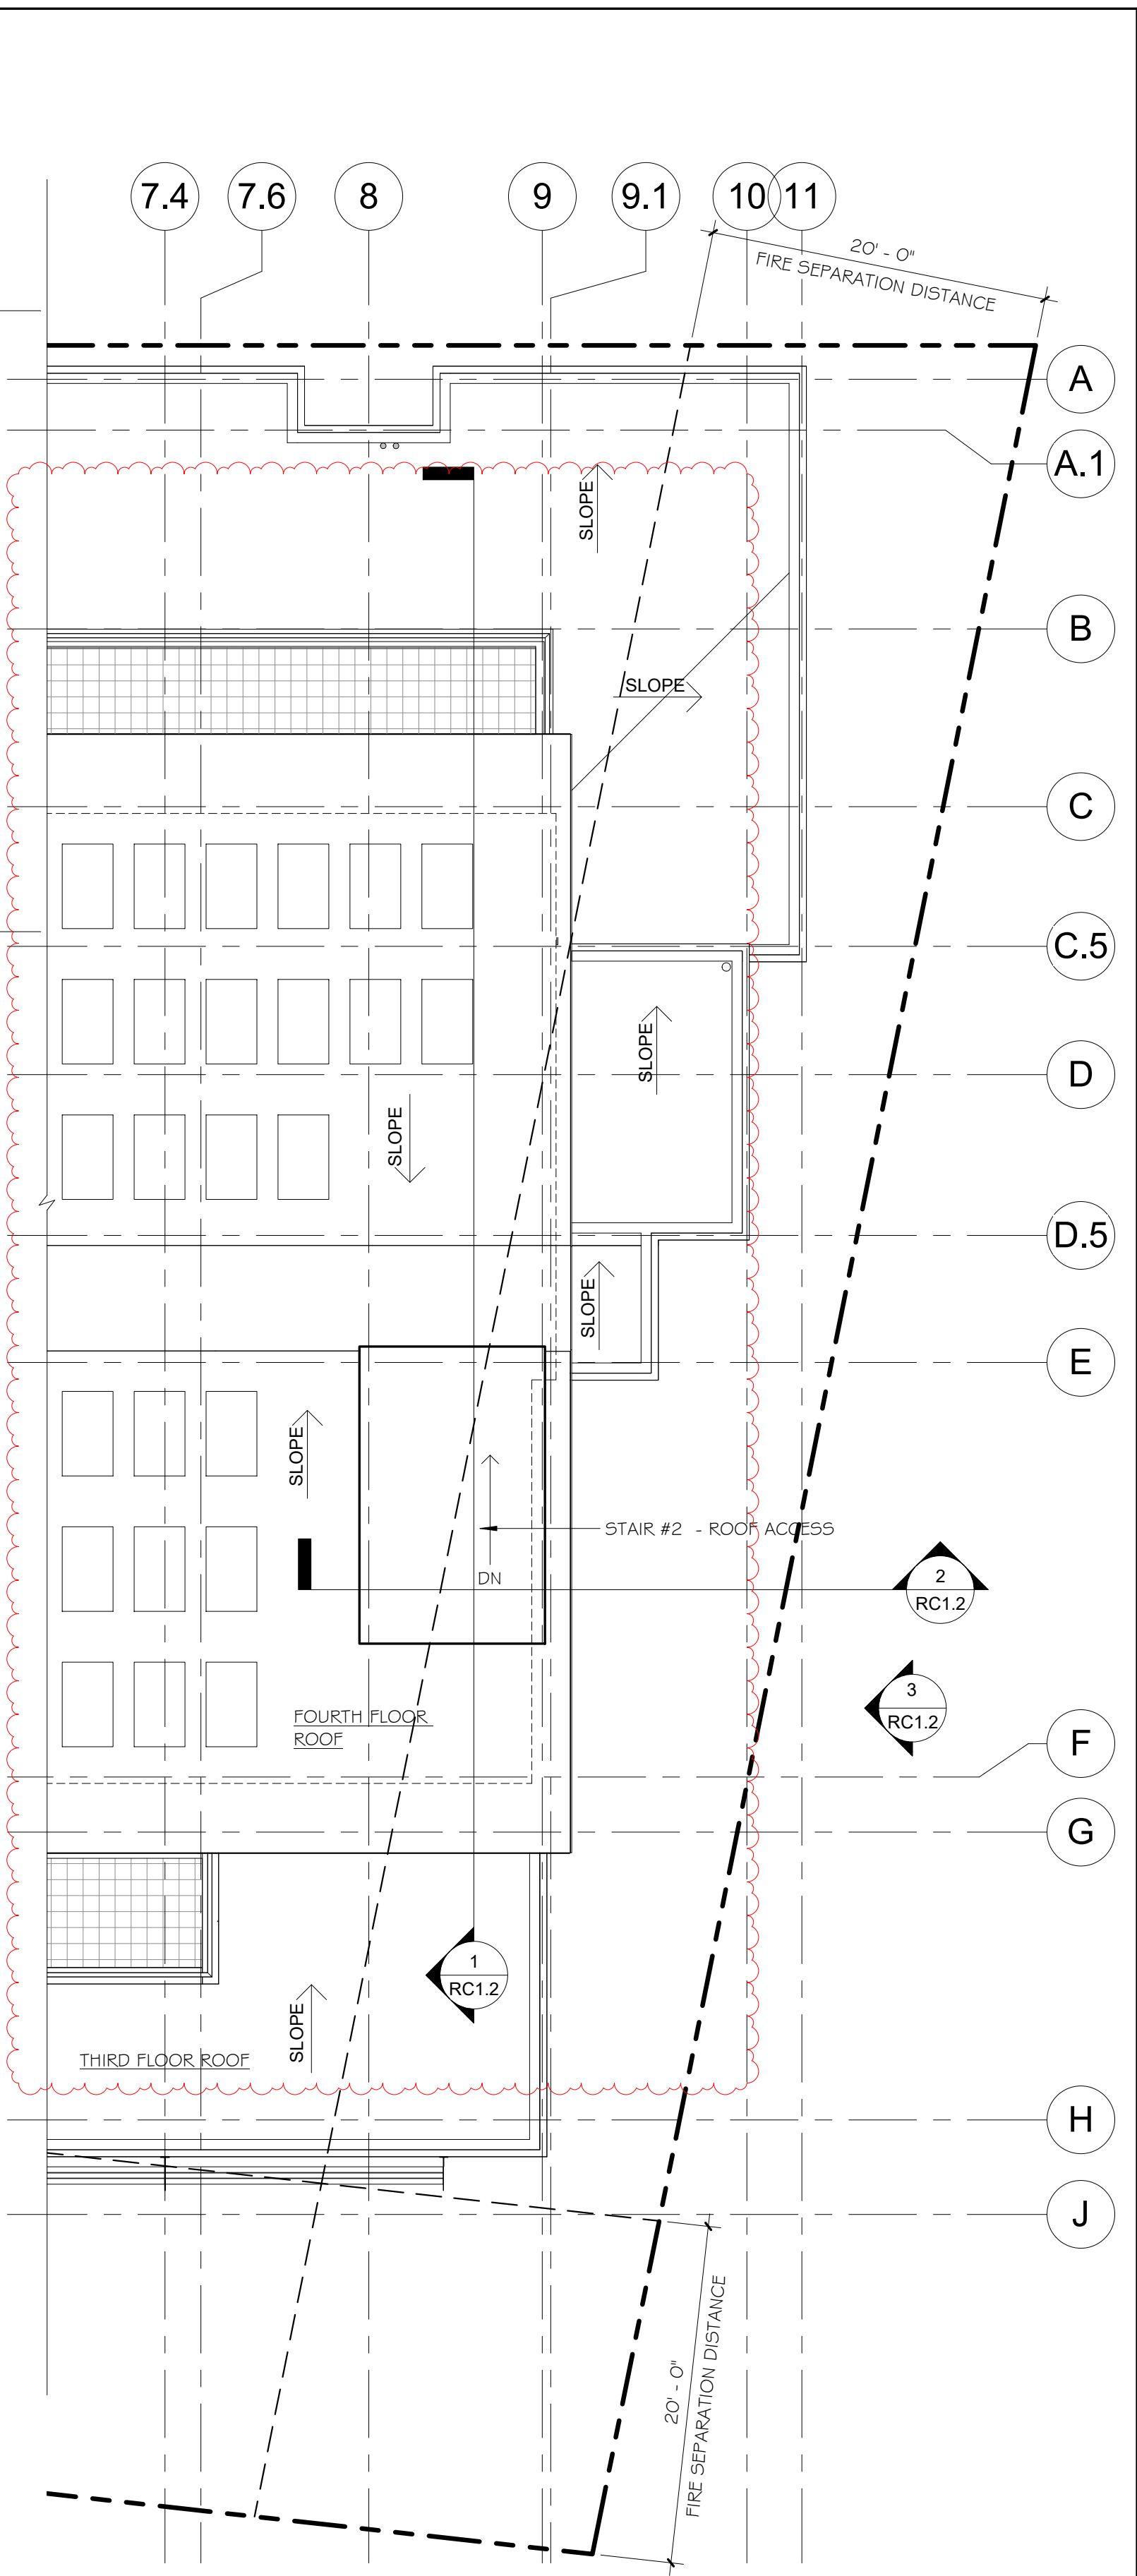 7.4
7.6
8
9
9.1
10
11
20' - 0"
FIRE SEPARATION DISTANCE
A
A.1
SLOPE
B
SLOPE
C
C.5
SLOPE
D
SLOPE
D.5
SLOPE
E
SLOPE
STAIR #2 - ROOF ACCESS
DN
2
RC1.2
3
RC1.2
FOURTH FLOOR
ROOF
F
G
1
RC1.2
SLOPE
THIRD FLOOR ROOF
H
J
20' - 0"
FIRE SEPARATION DISTANCE